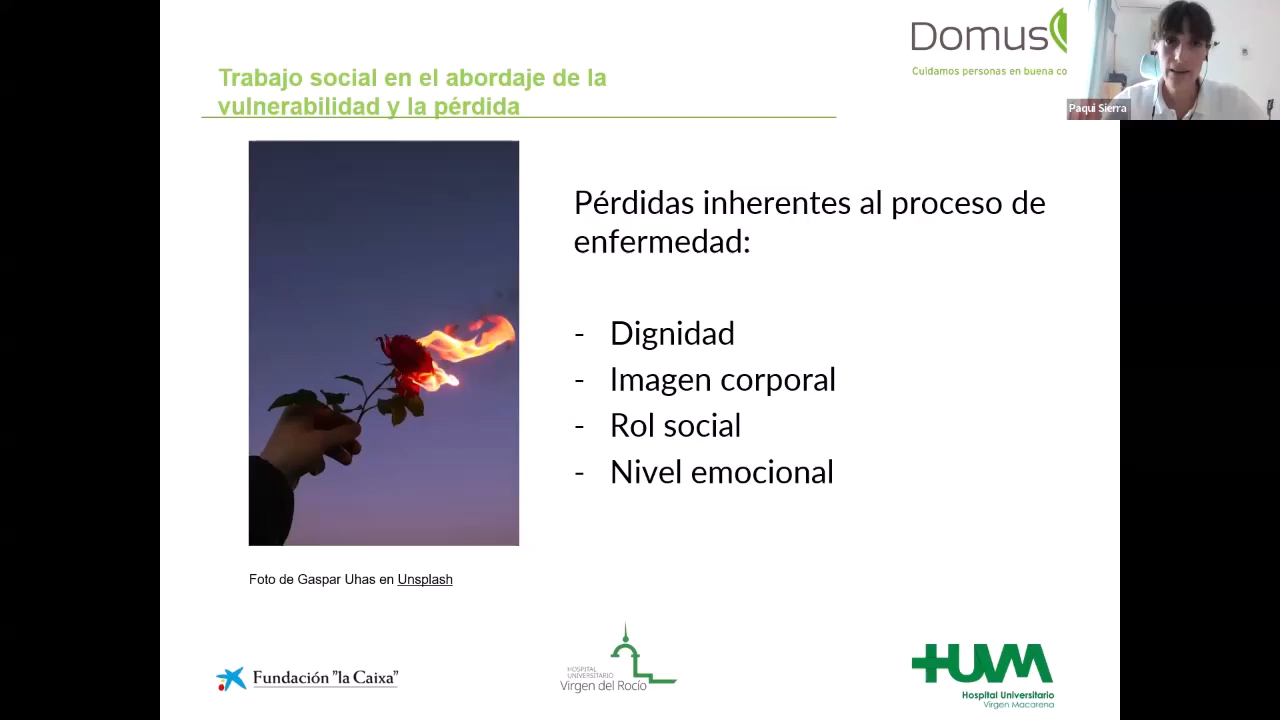 Domus
Cuidamos personas en buena co
Paqui Sierra
Trabajo social en el abordaje de la
vulnerabilidad y la pérdida
Pérdidas inherentes al proceso de
enfermedad:
- Dignidad
- Imagen corporal
- Rol social
- Nivel emocional
Foto de Gaspar Uhas en Unsplash
Fundación "la Caixa"
HOSPITAL
UNIVERSITARIO
Virgen del Rocío
HUVM
Hospital Universitario
Virgen Macarena